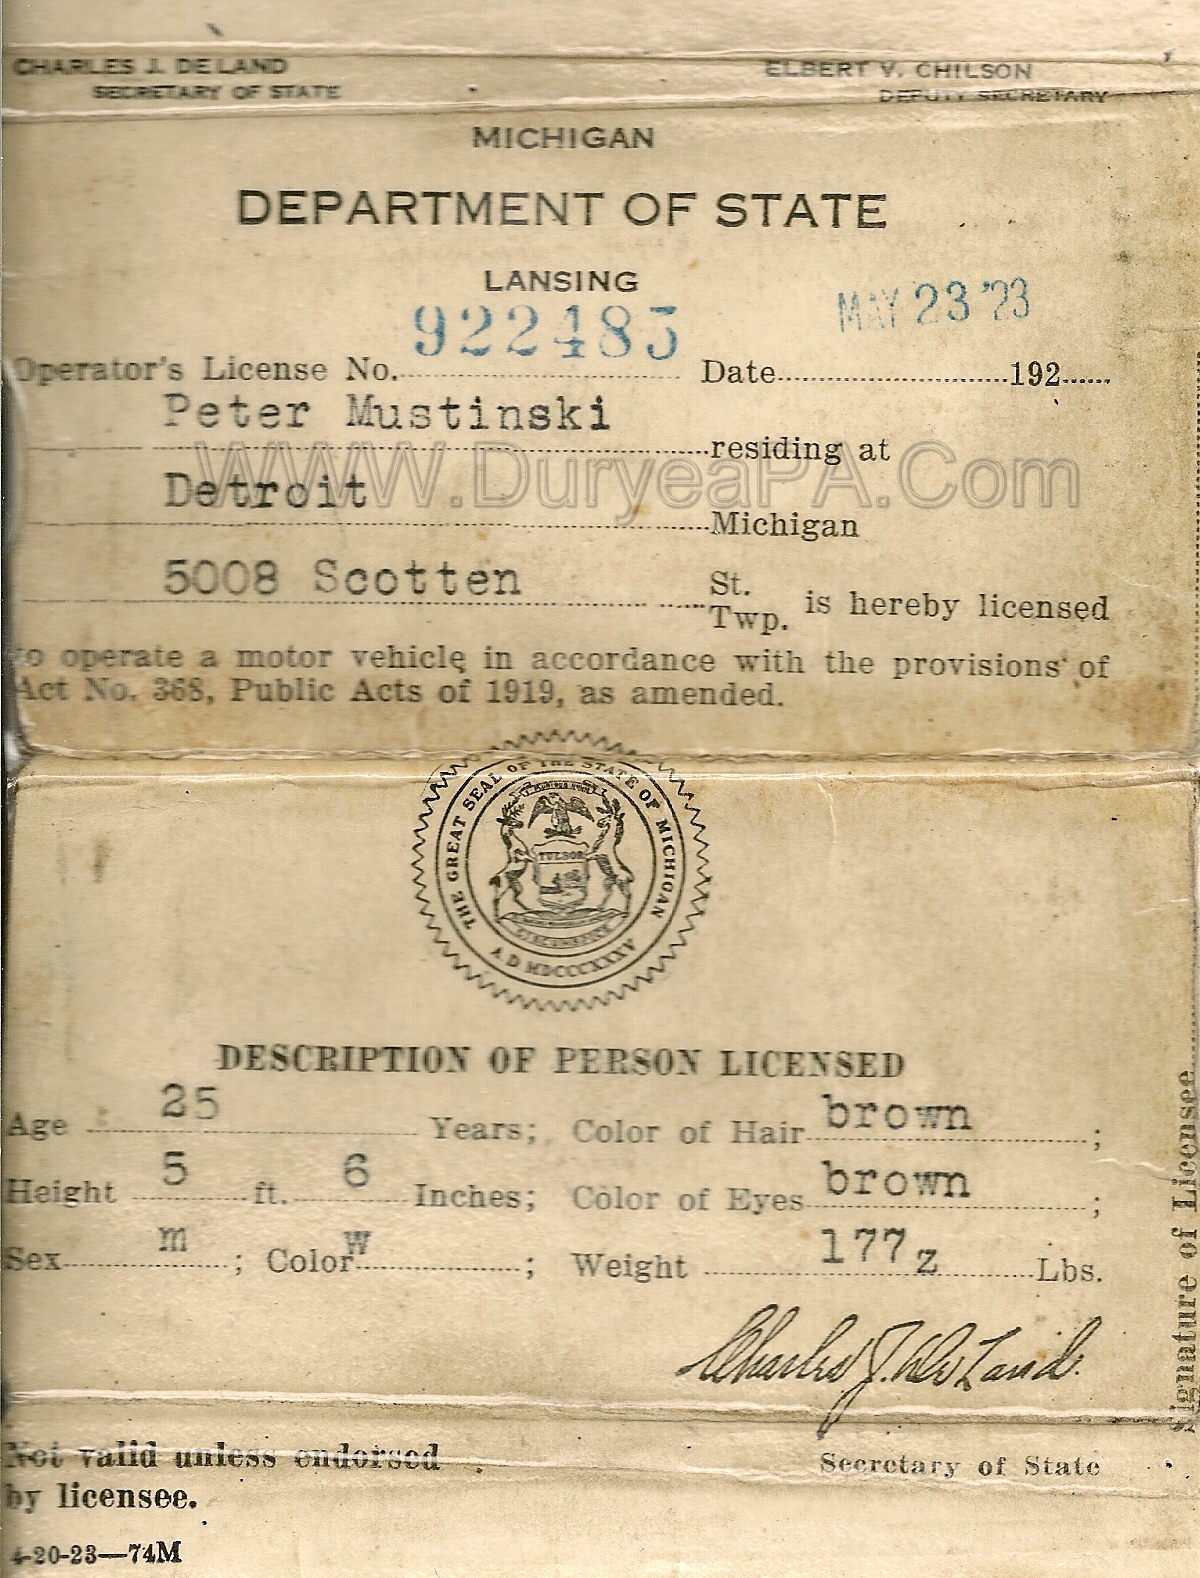 CHARLES J. DELAND
SECRETARY OF STATE
ELBERT V. CHILSON
DEPUTY SECRETARY
MICHIGAN
DEPARTMENT OF STATE
LANSING
MAY 23 '23
Operator's License No. 922485 Date 192
Peter Mustinski residing at
WWW.DuryeaPA.Com
Detroit Michigan
5008 Scotten St. Twp. is hereby licensed
to operate a motor vehicle in accordance with the provisions of
Act No. 368, Public Acts of 1919, as amended.
THE GREAT SEAL OF THE STATE OF MICHIGAN
TUEBOR
A.D. MDCCCXXXV
DESCRIPTION OF PERSON LICENSED
Age 25 Years; Color of Hair brown ;
Height 5 ft. 6 Inches; Color of Eyes brown ;
Sex m ; Color W ; Weight 177 z Lbs.
Charles J. DeLand.
Secretary of State
Not valid unless endorsed
by licensee.
4-20-23—74M
Signature of Licensee